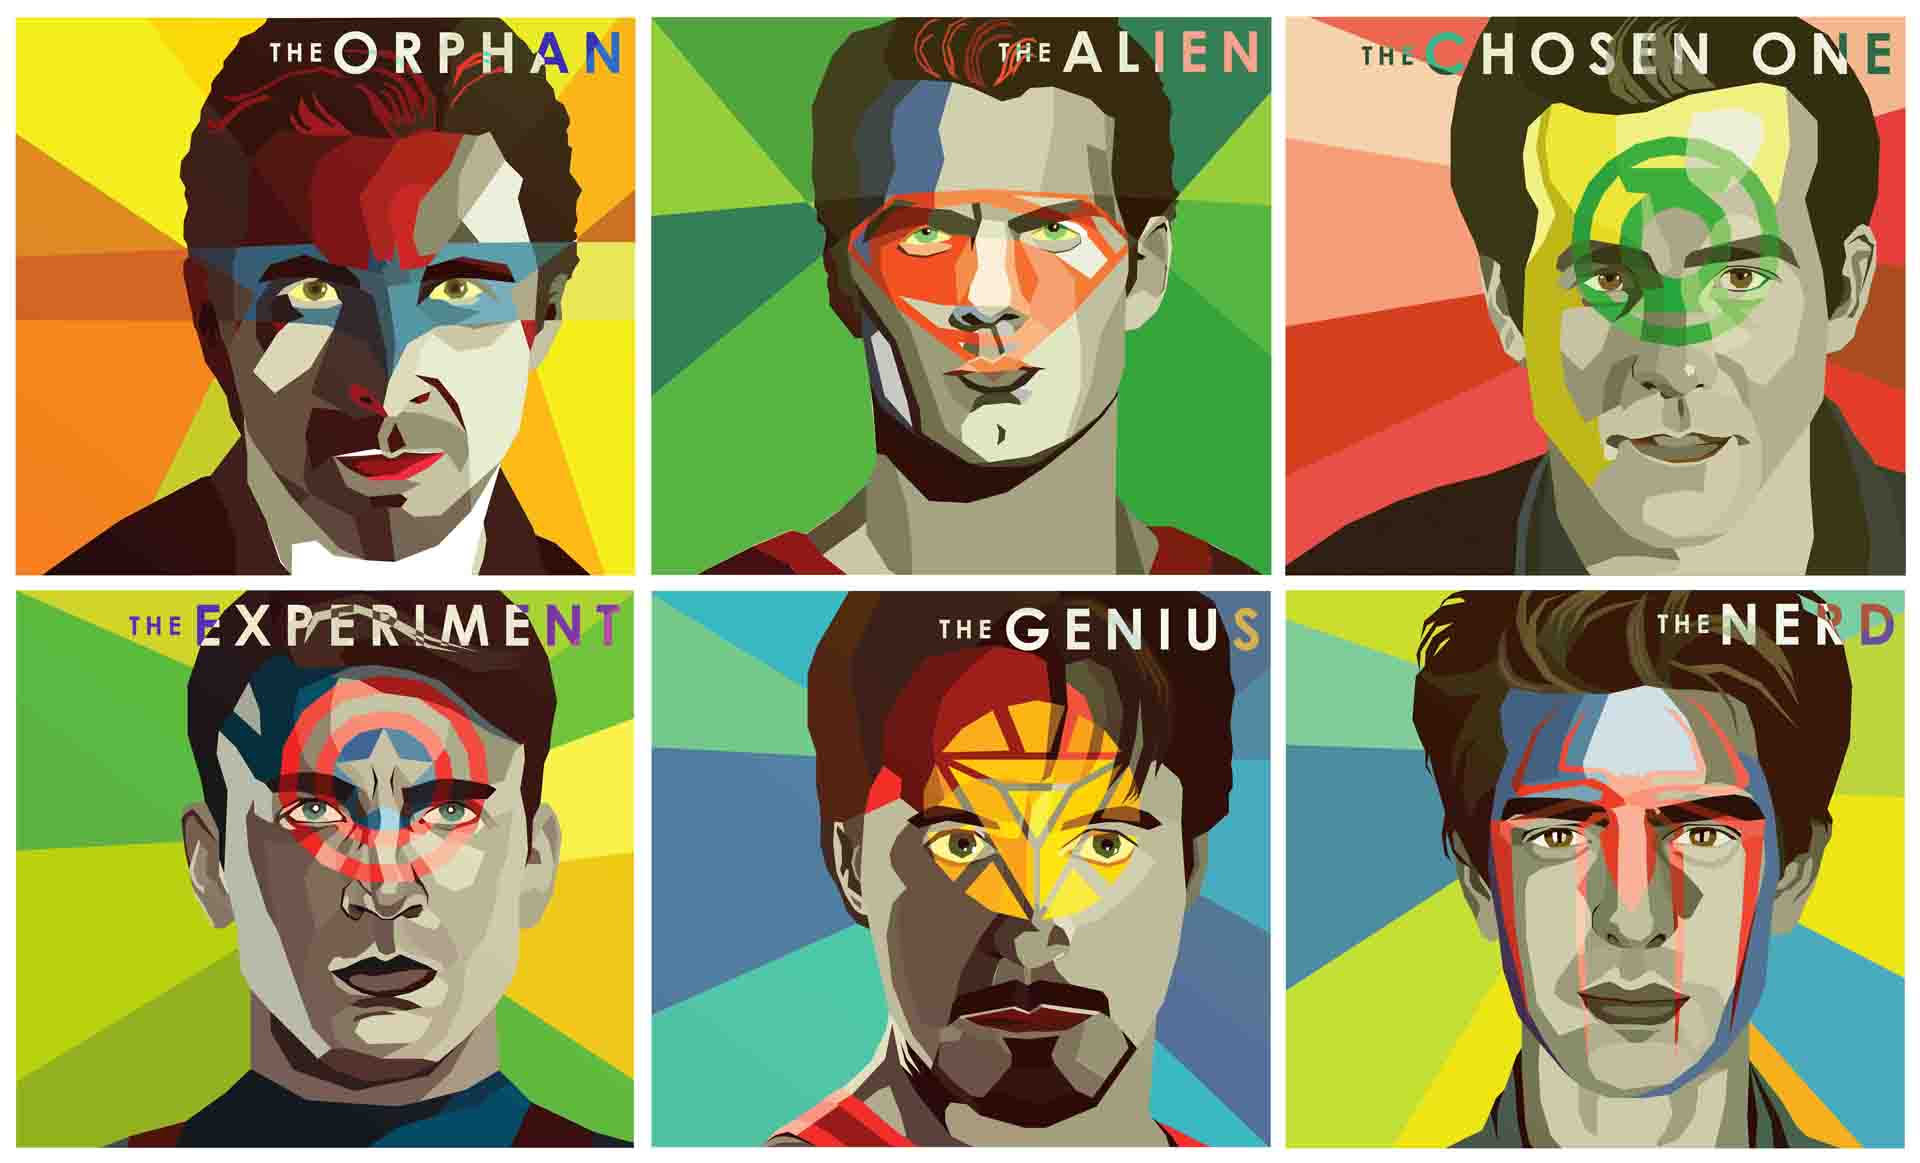 THE ORPHAN
THE ALIEN
THE CHOSEN ONE
THE EXPERIMENT
THE GENIUS
THE NERD